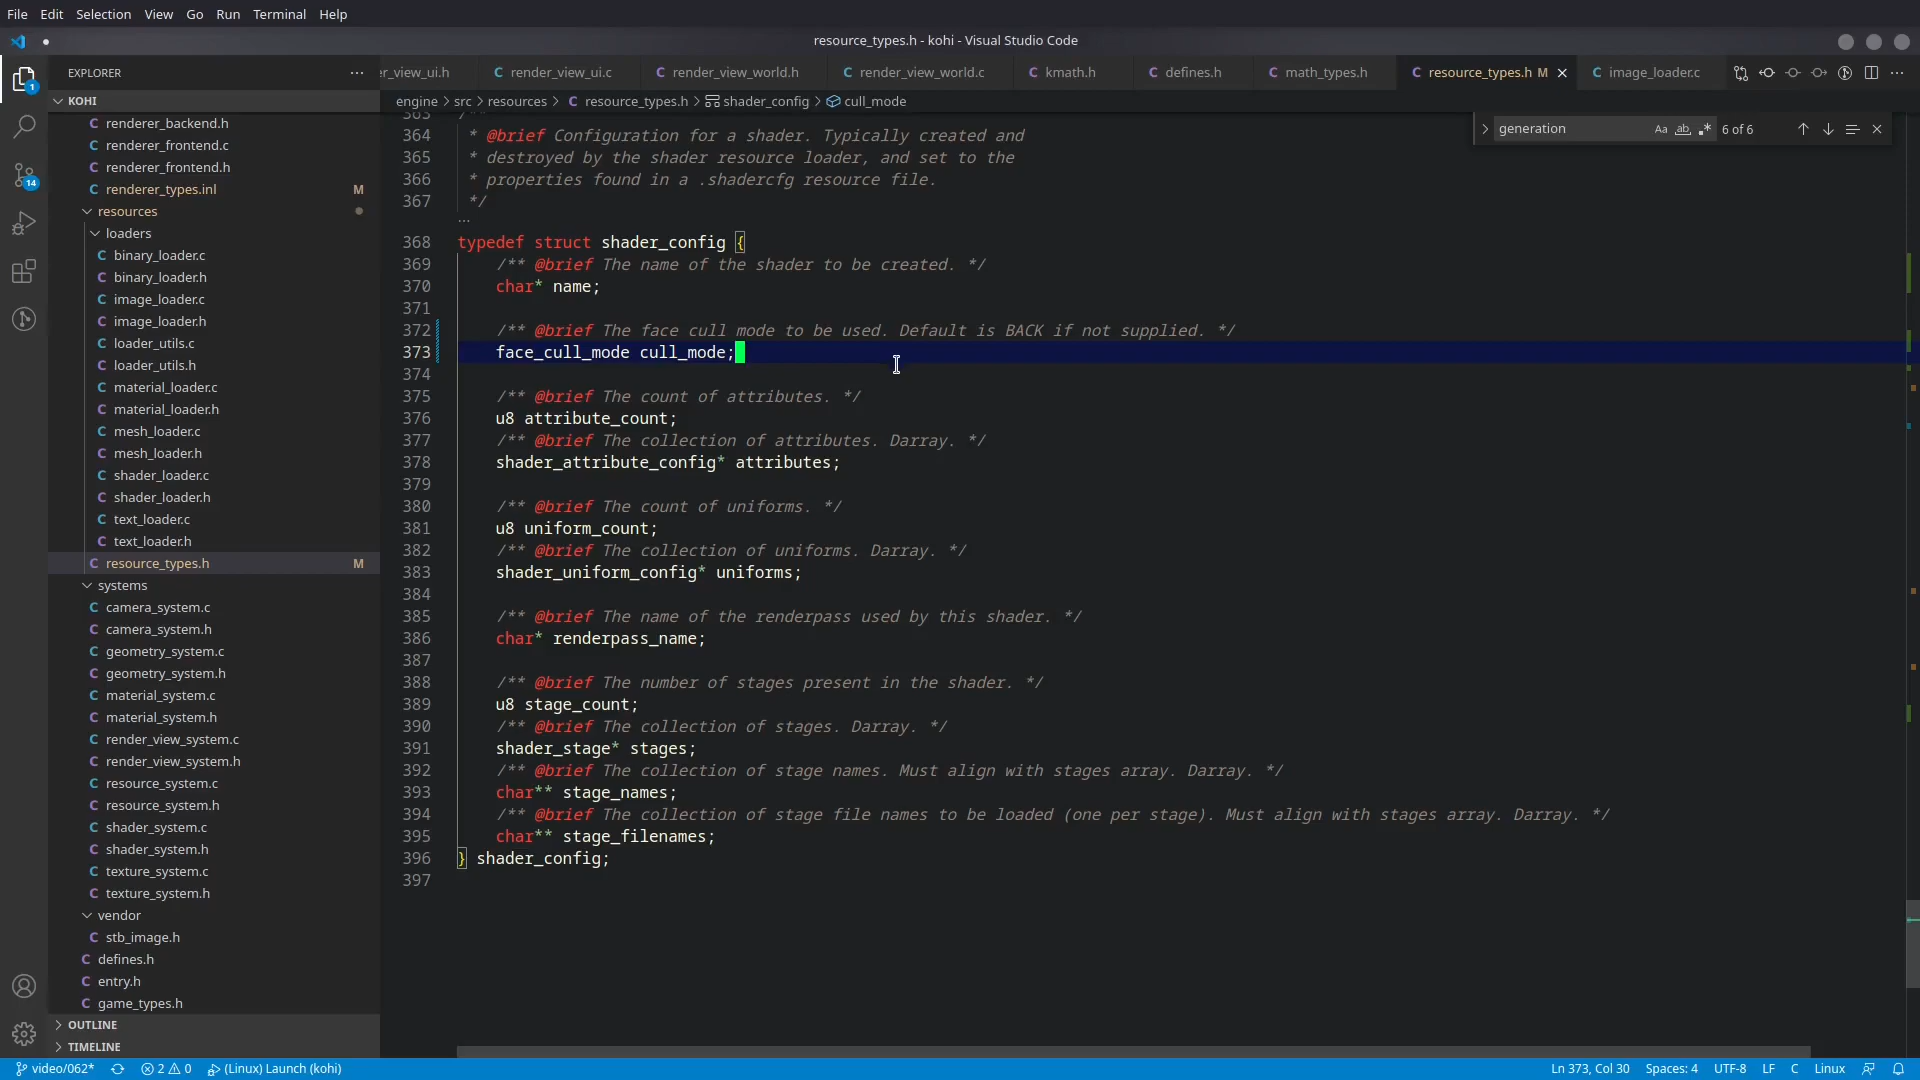 File Edit Selection View Go Run Terminal Help
resource_types.h - kohi - Visual Studio Code
EXPLORER
er_view_ui.h render_view_ui.c render_view_world.h render_view_world.c kmath.h defines.h math_types.h resource_types.h M image_loader.c
KOHI
engine > src > resources > C resource_types.h > shader_config > cull_mode
generation
Aa ab 6 of 6
renderer_backend.h
renderer_frontend.c
renderer_frontend.h
renderer_types.inl M
resources
loaders
binary_loader.c
binary_loader.h
image_loader.c
image_loader.h
loader_utils.c
loader_utils.h
material_loader.c
material_loader.h
mesh_loader.c
mesh_loader.h
shader_loader.c
shader_loader.h
text_loader.c
text_loader.h
resource_types.h M
systems
camera_system.c
camera_system.h
geometry_system.c
geometry_system.h
material_system.c
material_system.h
render_view_system.c
render_view_system.h
resource_system.c
resource_system.h
shader_system.c
shader_system.h
texture_system.c
texture_system.h
vendor
stb_image.h
defines.h
entry.h
game_types.h
OUTLINE
TIMELINE
1
14
363 /**
364 * @brief Configuration for a shader. Typically created and
365 * destroyed by the shader resource loader, and set to the
366 * properties found in a .shadercfg resource file.
367 */
...
368 typedef struct shader_config {
369 /** @brief The name of the shader to be created. */
370 char* name;
371
372 /** @brief The face cull mode to be used. Default is BACK if not supplied. */
373 face_cull_mode cull_mode;
374
375 /** @brief The count of attributes. */
376 u8 attribute_count;
377 /** @brief The collection of attributes. Darray. */
378 shader_attribute_config* attributes;
379
380 /** @brief The count of uniforms. */
381 u8 uniform_count;
382 /** @brief The collection of uniforms. Darray. */
383 shader_uniform_config* uniforms;
384
385 /** @brief The name of the renderpass used by this shader. */
386 char* renderpass_name;
387
388 /** @brief The number of stages present in the shader. */
389 u8 stage_count;
390 /** @brief The collection of stages. Darray. */
391 shader_stage* stages;
392 /** @brief The collection of stage names. Must align with stages array. Darray. */
393 char** stage_names;
394 /** @brief The collection of stage file names to be loaded (one per stage). Must align with stages array. Darray. */
395 char** stage_filenames;
396 } shader_config;
397
video/062* 2 0 (Linux) Launch (kohi) Ln 373, Col 30 Spaces: 4 UTF-8 LF C Linux